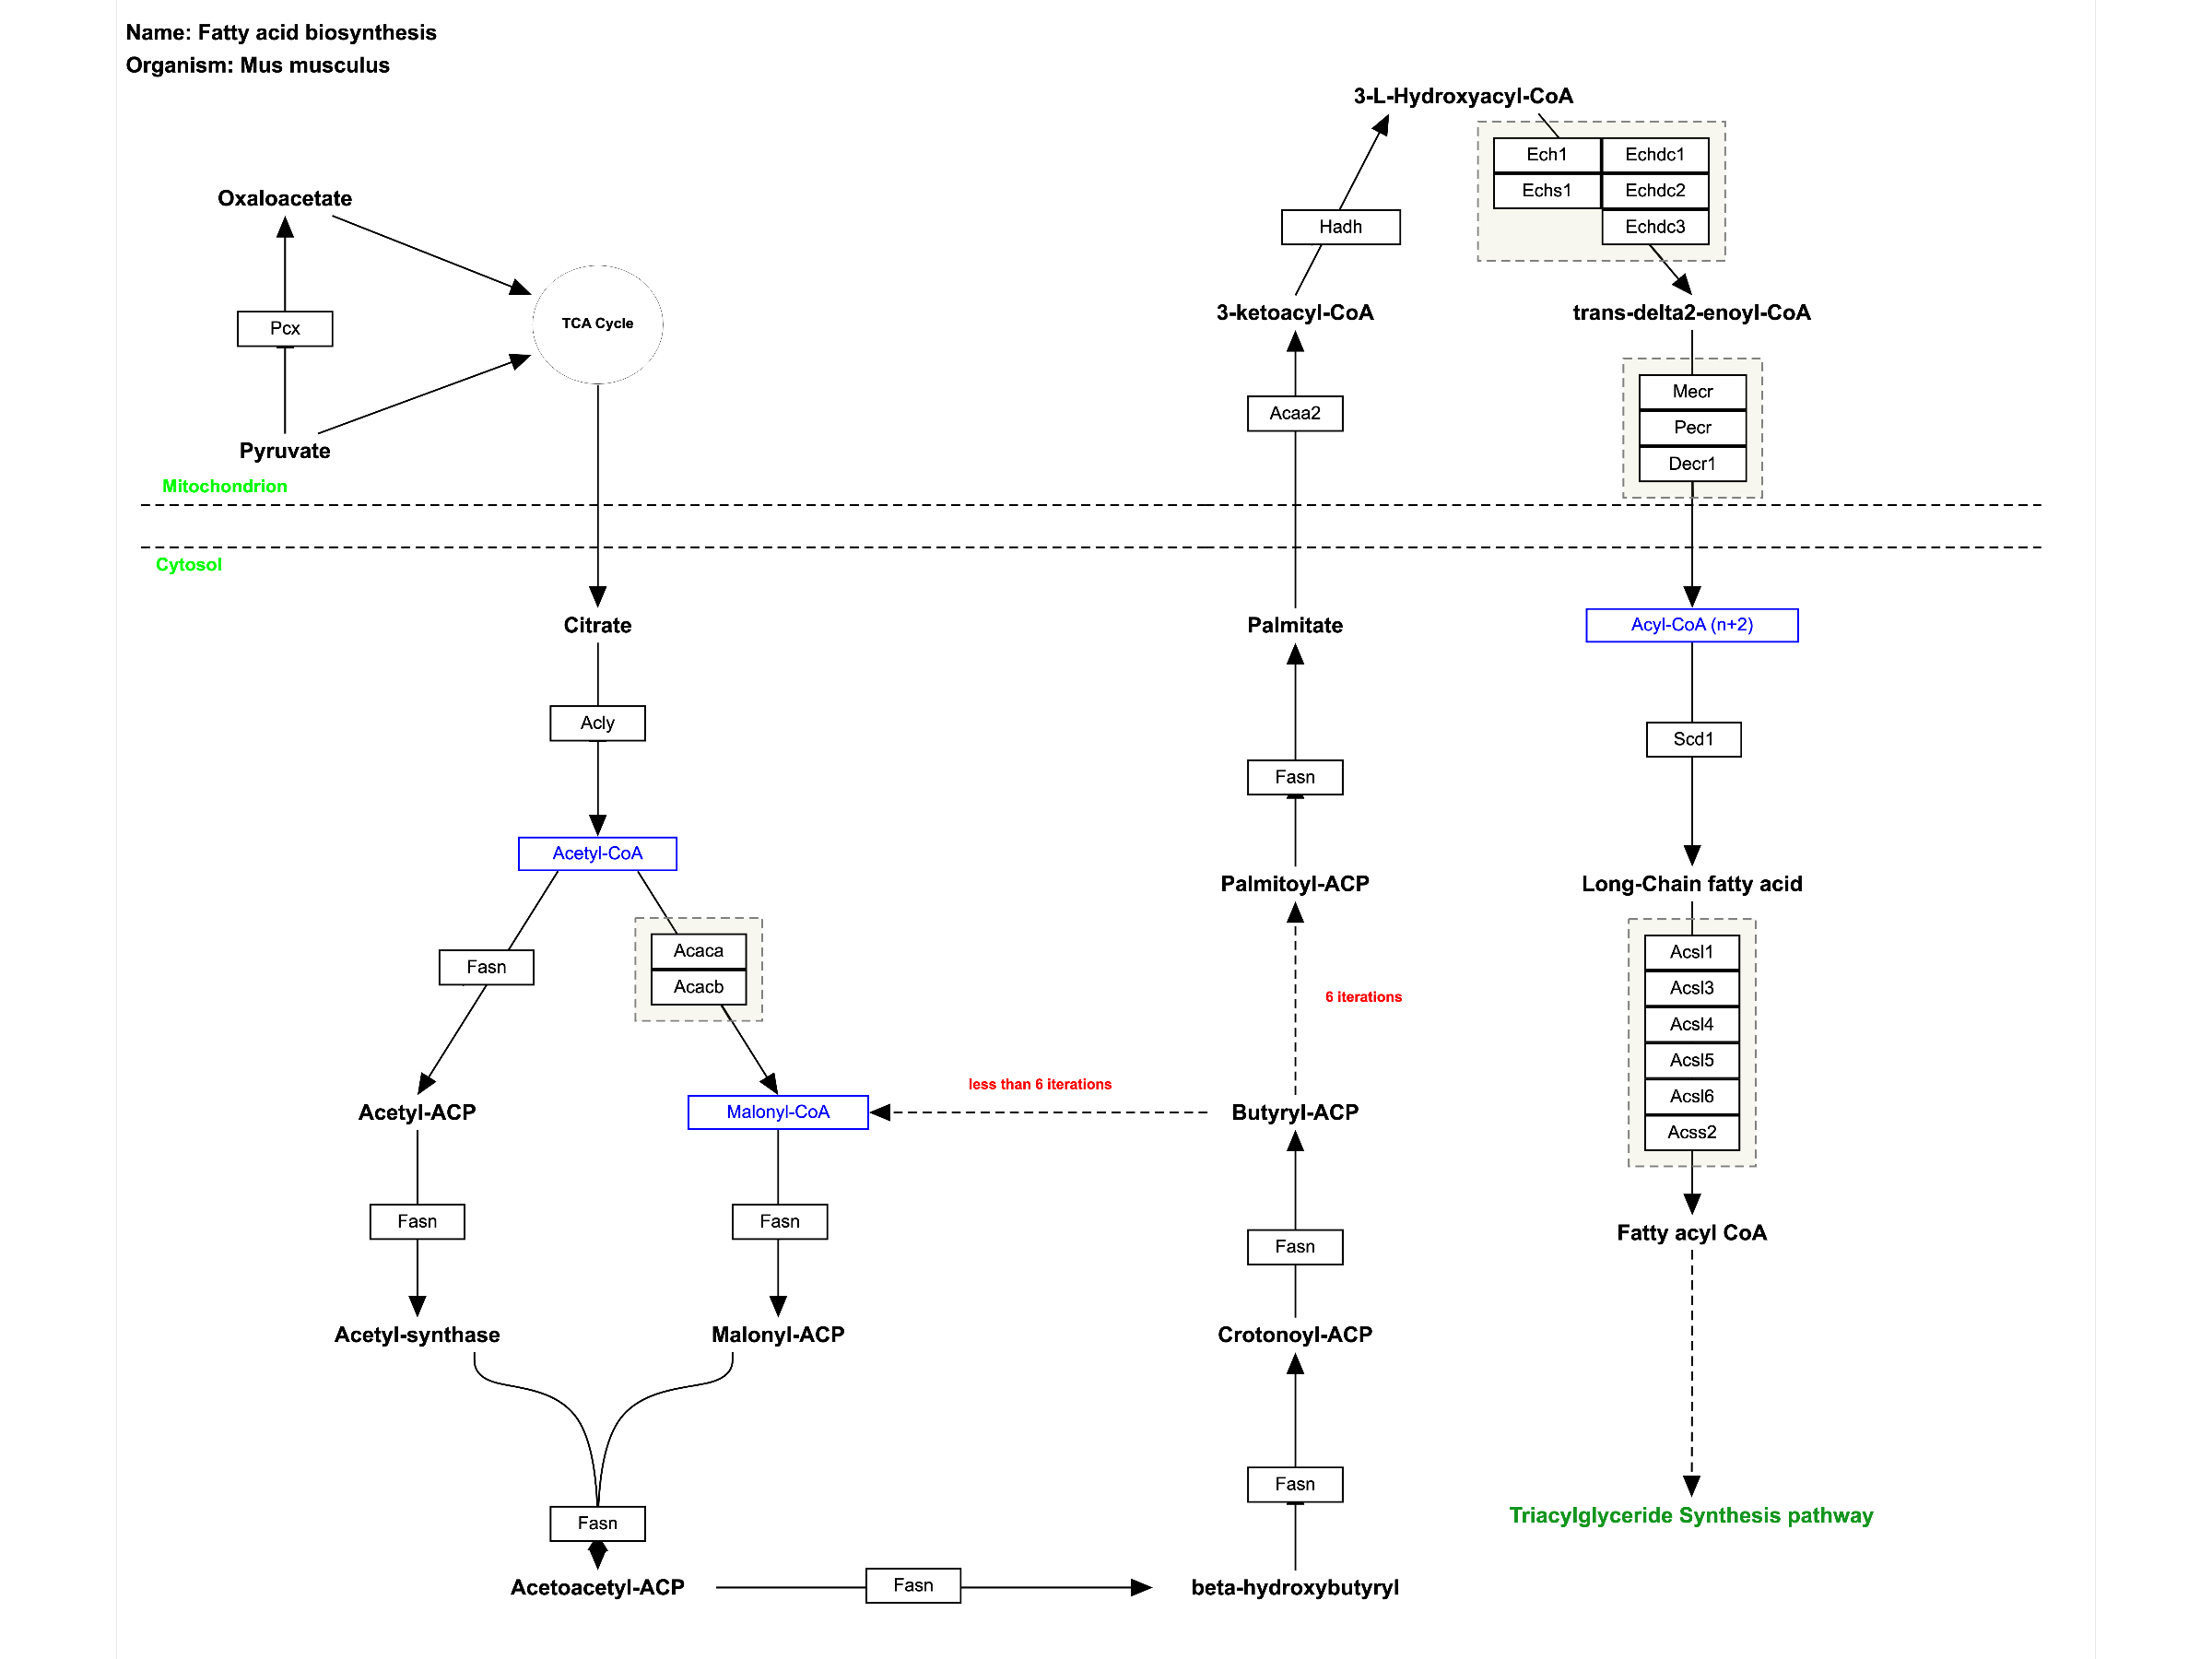 Name: Fatty acid biosynthesis
Organism: Mus musculus
Oxaloacetate
Pcx
Pyruvate
TCA Cycle
Mitochondrion
Cytosol
Citrate
Acly
Acetyl-CoA
Fasn
Acaca
Acacb
Acetyl-ACP
Malonyl-CoA
less than 6 iterations
Fasn
Fasn
Acetyl-synthase
Malonyl-ACP
Fasn
Acetoacetyl-ACP
Fasn
beta-hydroxybutyryl
Fasn
Crotonoyl-ACP
Fasn
Butyryl-ACP
6 iterations
Palmitoyl-ACP
Fasn
Palmitate
Acaa2
3-ketoacyl-CoA
Hadh
3-L-Hydroxyacyl-CoA
Ech1
Echdc1
Echs1
Echdc2
Echdc3
trans-delta2-enoyl-CoA
Mecr
Pecr
Decr1
Acyl-CoA (n+2)
Scd1
Long-Chain fatty acid
Acsl1
Acsl3
Acsl4
Acsl5
Acsl6
Acss2
Fatty acyl CoA
Triacylglyceride Synthesis pathway